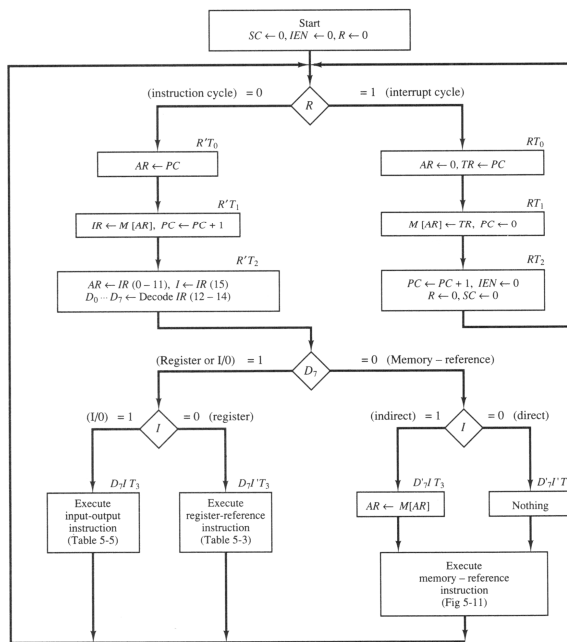 Start
SC ← 0, IEN ← 0, R ← 0
(instruction cycle) = 0
= 1 (interrupt cycle)
R
R'T0
RT0
AR ← PC
AR ← 0, TR ← PC
R'T1
RT1
IR ← M [AR], PC ← PC + 1
M [AR] ← TR, PC ← 0
R'T2
RT2
AR ← IR (0 – 11), I ← IR (15)
D0 ··· D7 ← Decode IR (12 – 14)
PC ← PC + 1, IEN ← 0
R ← 0, SC ← 0
(Register or I/0) = 1
= 0 (Memory – reference)
D7
(I/0) = 1
= 0 (register)
(indirect) = 1
= 0 (direct)
I
I
D7I T3
D7I'T3
D'7I T3
D'7I' T
Execute
input-output
instruction
(Table 5-5)
Execute
register-reference
instruction
(Table 5-3)
AR ← M[AR]
Nothing
Execute
memory – reference
instruction
(Fig 5-11)